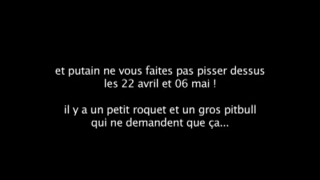 et putain ne vous faites pas pisser dessus
les 22 avril et 06 mai !
il y a un petit roquet et un gros pitbull
qui ne demandent que ça...